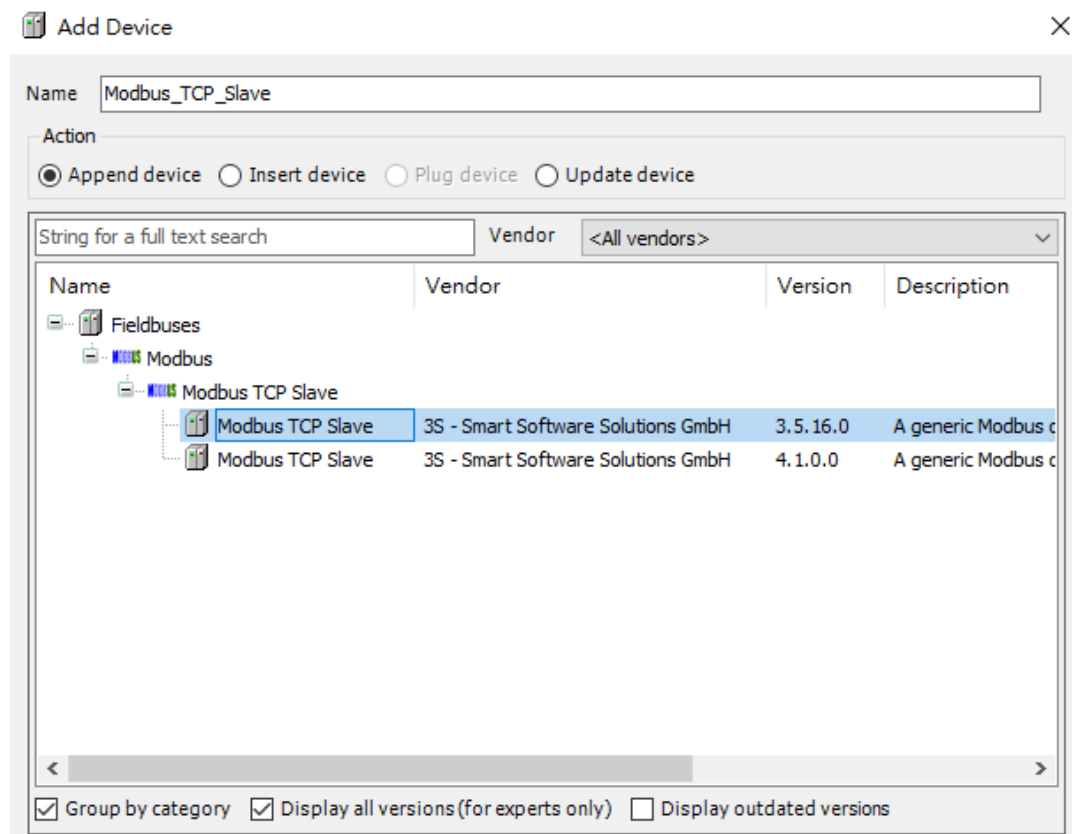 Add Device
Name Modbus_TCP_Slave
Action
Append device Insert device Plug device Update device
String for a full text search Vendor <All vendors>
Name Vendor Version Description
Fieldbuses
MODBUS Modbus
MODBUS Modbus TCP Slave
Modbus TCP Slave 3S - Smart Software Solutions GmbH 3.5.16.0 A generic Modbus d
Modbus TCP Slave 3S - Smart Software Solutions GmbH 4.1.0.0 A generic Modbus d
Group by category Display all versions (for experts only) Display outdated versions